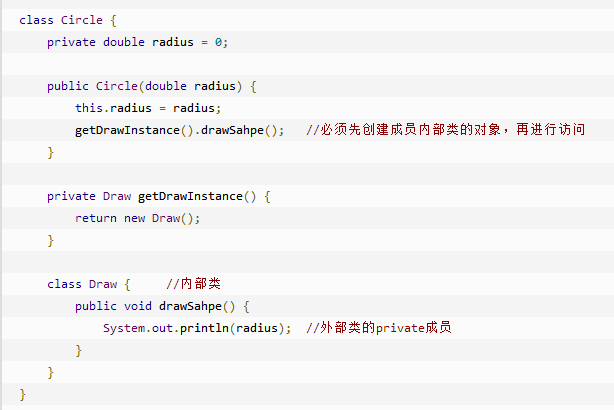 class Circle {
    private double radius = 0;

    public Circle(double radius) {
        this.radius = radius;
        getDrawInstance().drawSahpe();   //必须先创建成员内部类的对象，再进行访问
    }

    private Draw getDrawInstance() {
        return new Draw();
    }

    class Draw {     //内部类
        public void drawSahpe() {
            System.out.println(radius);  //外部类的private成员
        }
    }
}